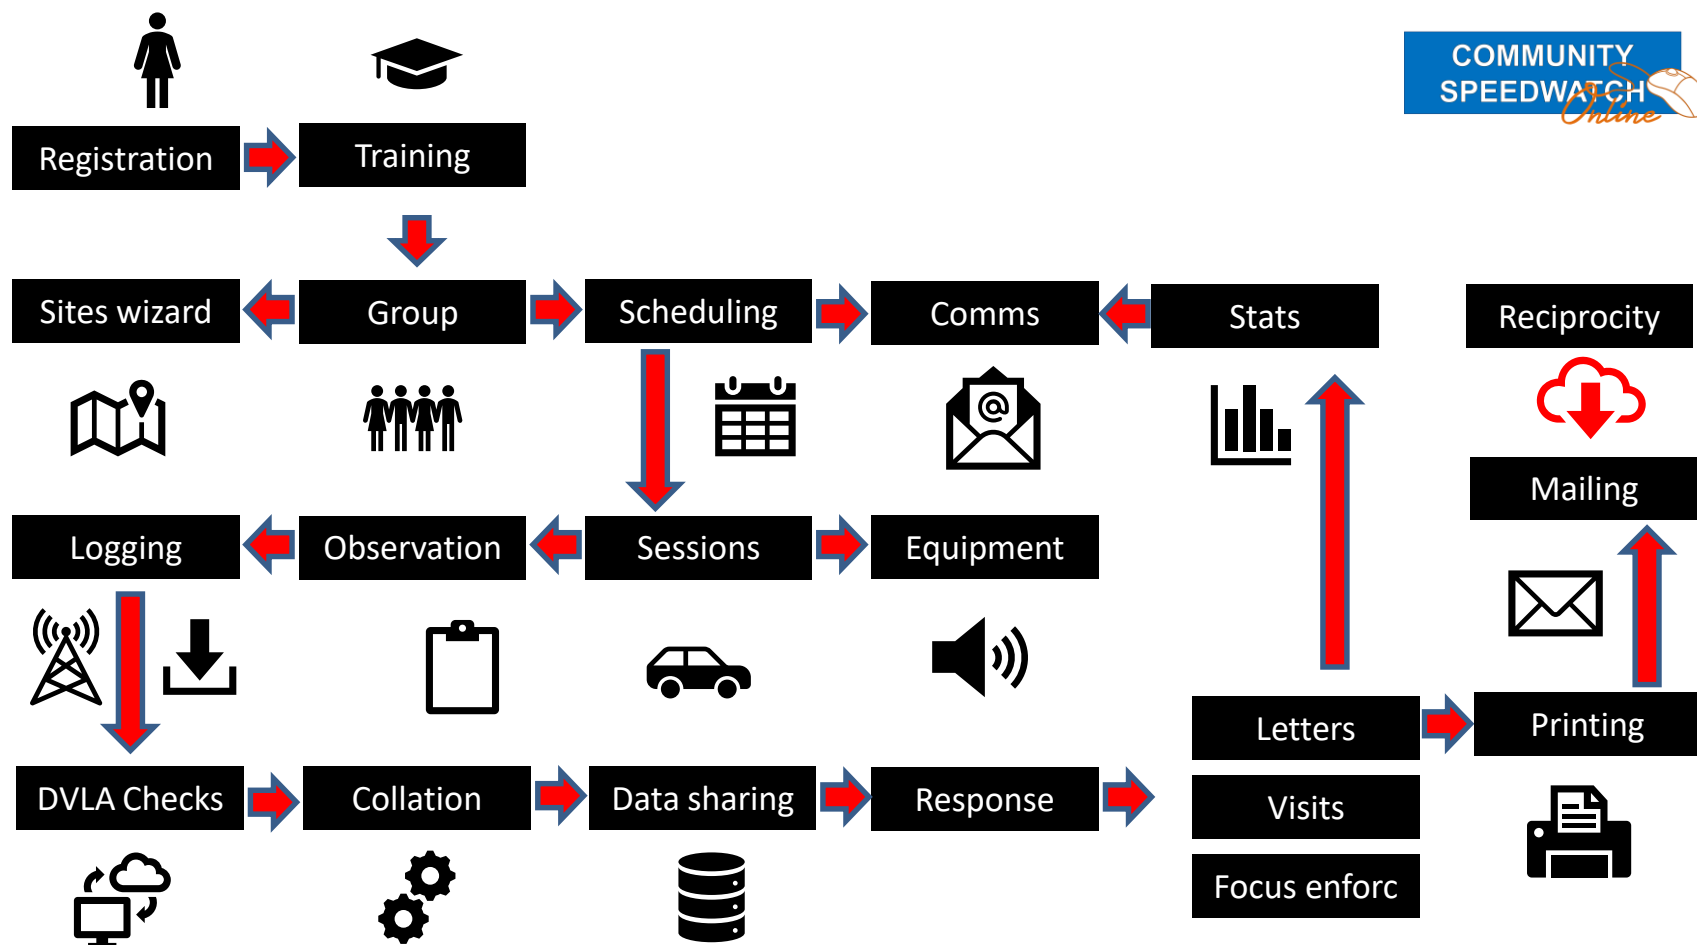 COMMUNITY
SPEEDWATCH
Online
Registration
Training
Sites wizard
Group
Scheduling
Comms
Stats
Reciprocity
@
Mailing
Logging
Observation
Sessions
Equipment
Letters
Printing
DVLA Checks
Collation
Data sharing
Response
Visits
Focus enforc